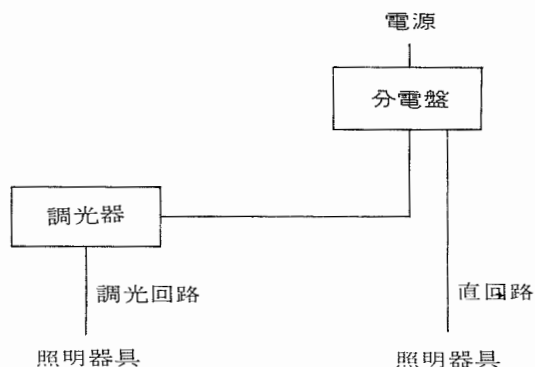 電源
分電盤
調光器
調光回路
直回路
照明器具
照明器具